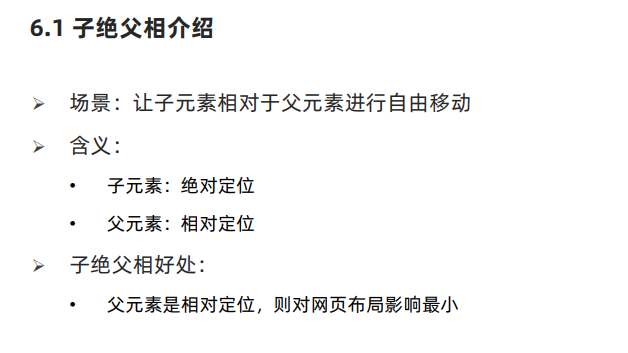 6.1 子绝父相介绍
➢ 场景：让子元素相对于父元素进行自由移动
➢ 含义：
• 子元素：绝对定位
• 父元素：相对定位
➢ 子绝父相好处：
• 父元素是相对定位，则对网页布局影响最小